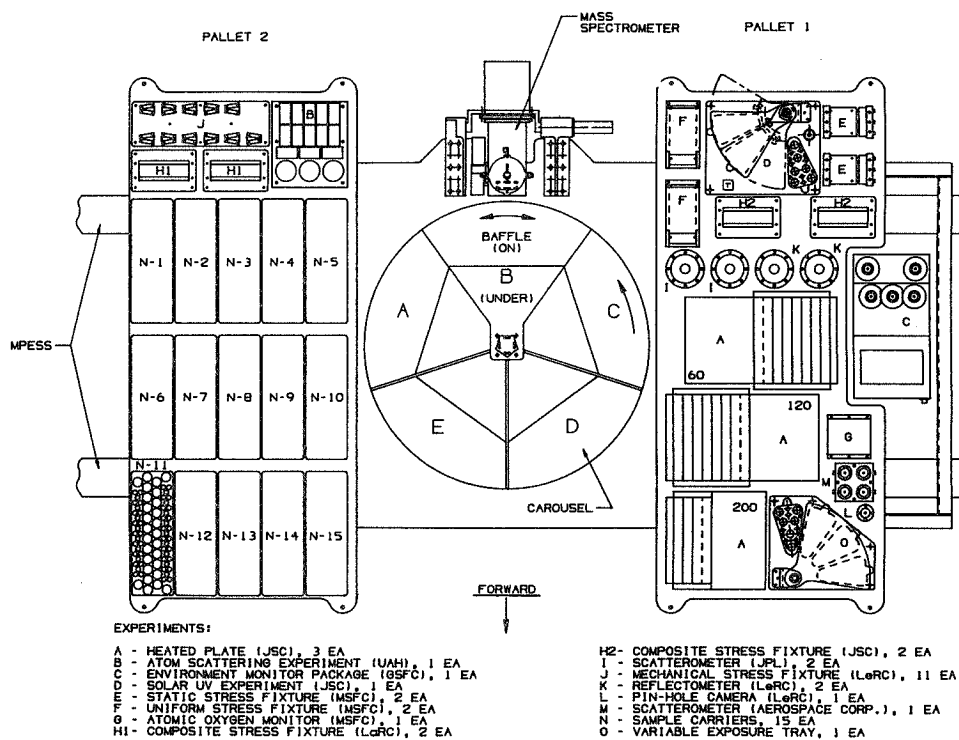 PALLET 2
MASS
SPECTROMETER
PALLET 1
J
B
H1
H1
F
D
T
E
E
F
H2
H2
BAFFLE
(ON)
B
(UNDER)
A
C
E
D
CAROUSEL
N-1
N-2
N-3
N-4
N-5
MPESS
N-6
N-7
N-8
N-9
N-10
N-11
N-12
N-13
N-14
N-15
I
I
K
K
C
A
60
120
A
G
M
L
200
A
O
FORWARD
EXPERIMENTS:
A - HEATED PLATE (JSC), 3 EA
B - ATOM SCATTERING EXPERIMENT (UAH), 1 EA
C - ENVIRONMENT MONITOR PACKAGE (GSFC), 1 EA
D - SOLAR UV EXPERIMENT (JSC), 1 EA
E - STATIC STRESS FIXTURE (MSFC), 2 EA
F - UNIFORM STRESS FIXTURE (MSFC), 2 EA
G - ATOMIC OXYGEN MONITOR (MSFC), 1 EA
H1- COMPOSITE STRESS FIXTURE (LaRC), 2 EA
H2- COMPOSITE STRESS FIXTURE (JSC), 2 EA
I - SCATTEROMETER (JPL), 2 EA
J - MECHANICAL STRESS FIXTURE (LeRC), 11 EA
K - REFLECTOMETER (LeRC), 2 EA
L - PIN-HOLE CAMERA (LeRC), 1 EA
M - SCATTEROMETER (AEROSPACE CORP.), 1 EA
N - SAMPLE CARRIERS, 15 EA
O - VARIABLE EXPOSURE TRAY, 1 EA